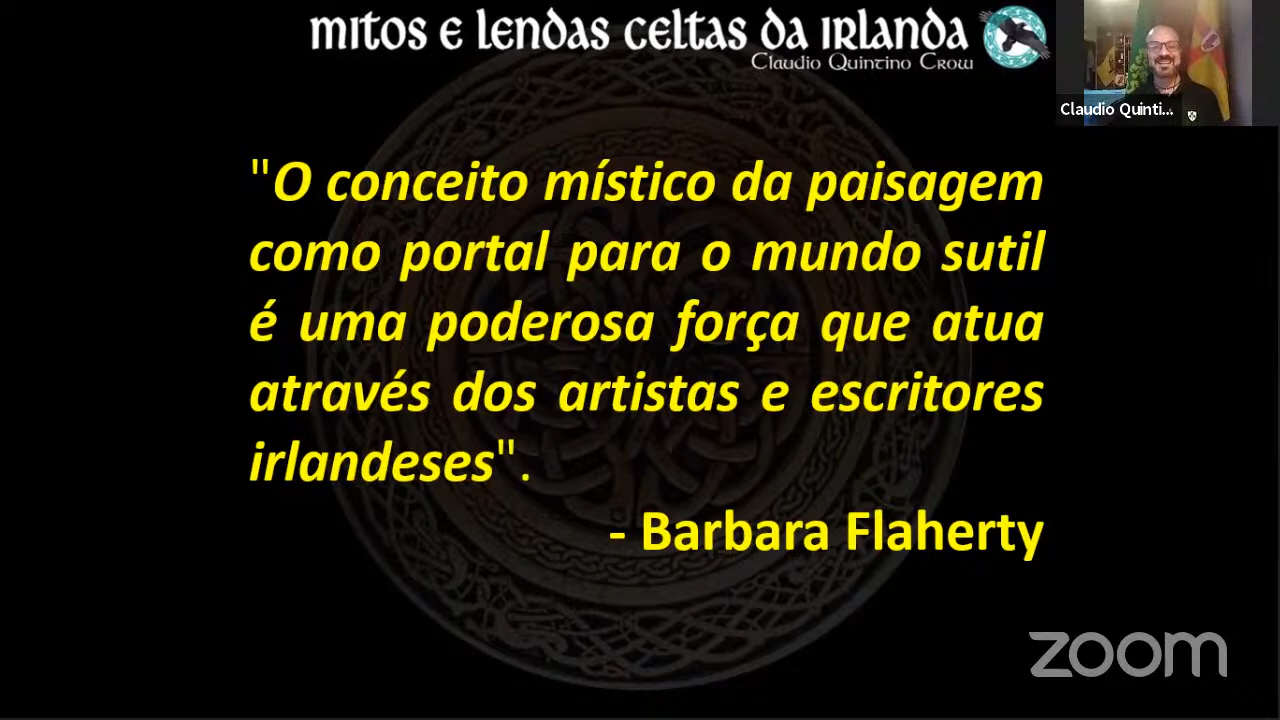 mitos e lendas celtas da irlanda
Claudio Quintino Crow
Claudio Quinti...
"O conceito místico da paisagem
como portal para o mundo sutil
é uma poderosa força que atua
através dos artistas e escritores
irlandeses".
- Barbara Flaherty
zoom